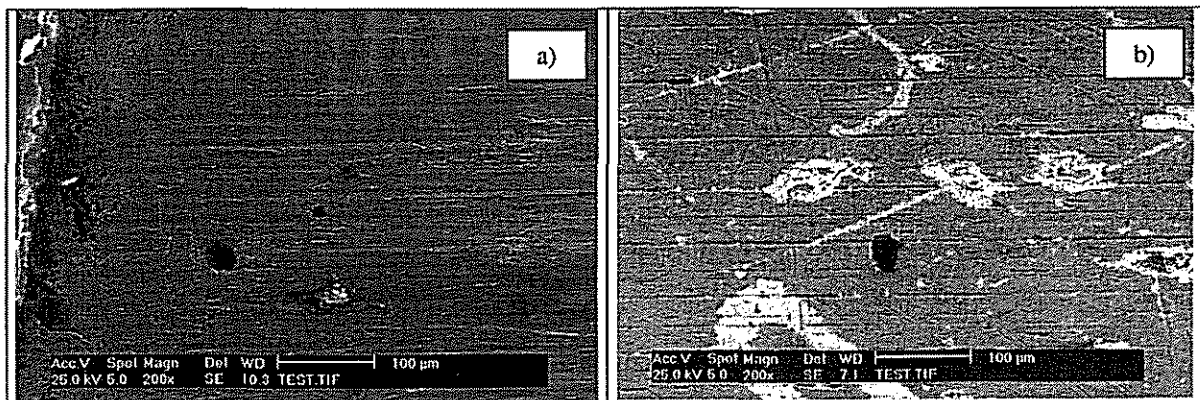 a)
Acc.V Spot Magn Det WD 100 µm
25.0 kV 5.0 200x SE 10.3 TEST.TIF
b)
Acc.V Spot Magn Det WD 100 µm
25.0 kV 5.0 200x SE 7.1 TEST.TIF